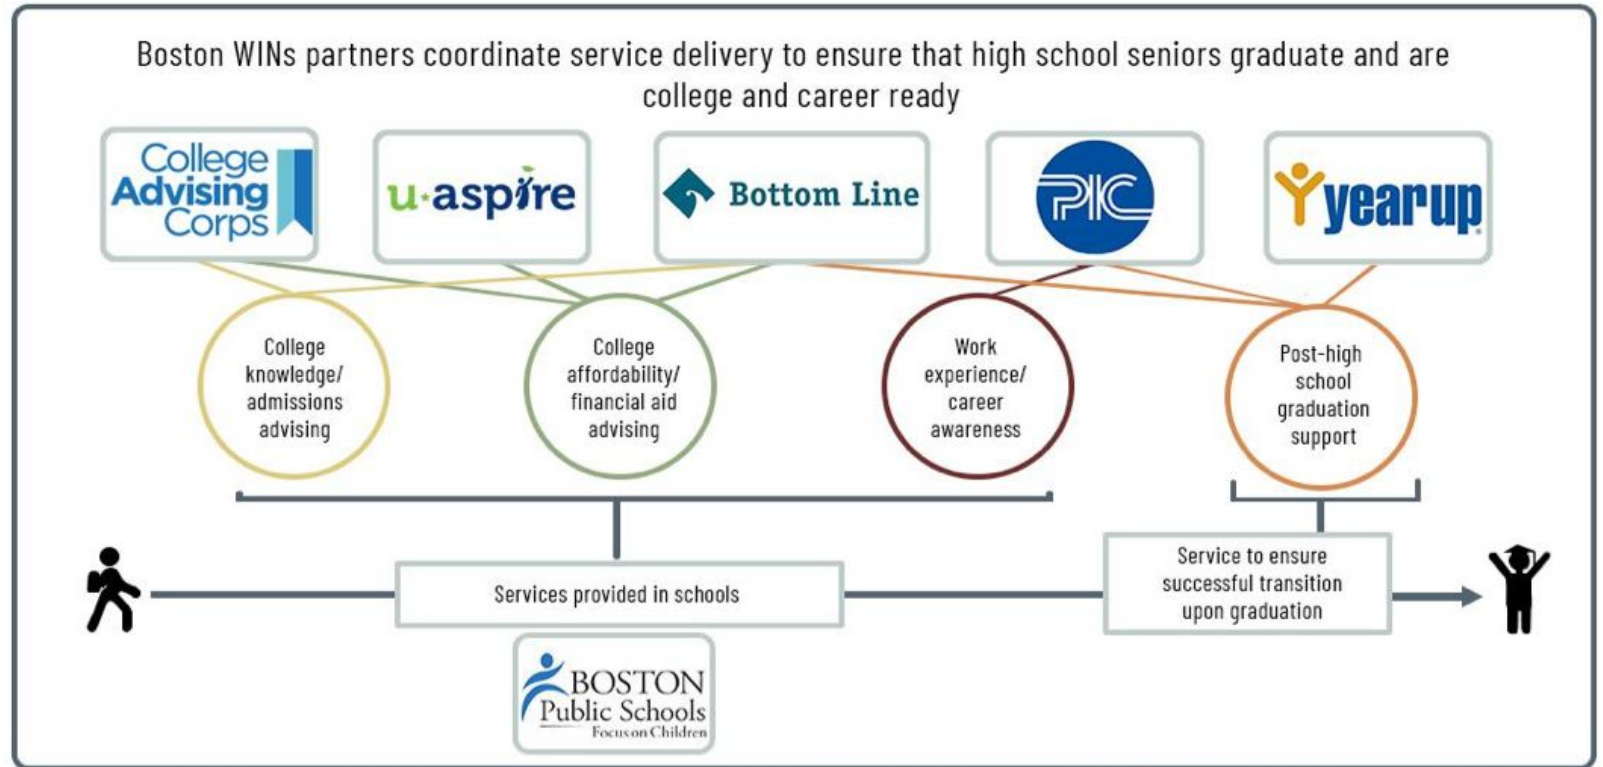 Boston WINs partners coordinate service delivery to ensure that high school seniors graduate and are
college and career ready
College
Advising
Corps
u·aspire
Bottom Line
PIC
year up
College
knowledge/
admissions
advising
College
affordability/
financial aid
advising
Work
experience/
career
awareness
Post-high
school
graduation
support
Services provided in schools
Service to ensure
successful transition
upon graduation
BOSTON
Public Schools
Focus on Children